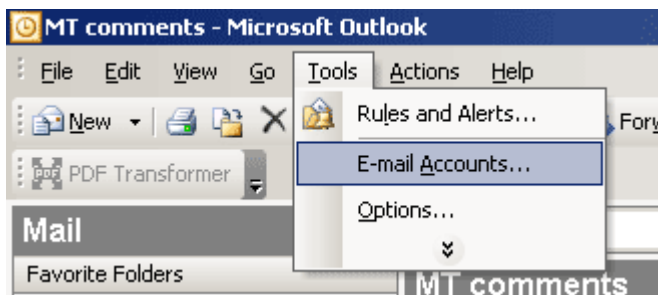 MT comments - Microsoft Outlook
File Edit View Go Tools Actions Help
New Rules and Alerts...
PDF Transformer E-mail Accounts...
Options...
Mail
Favorite Folders
MT comments